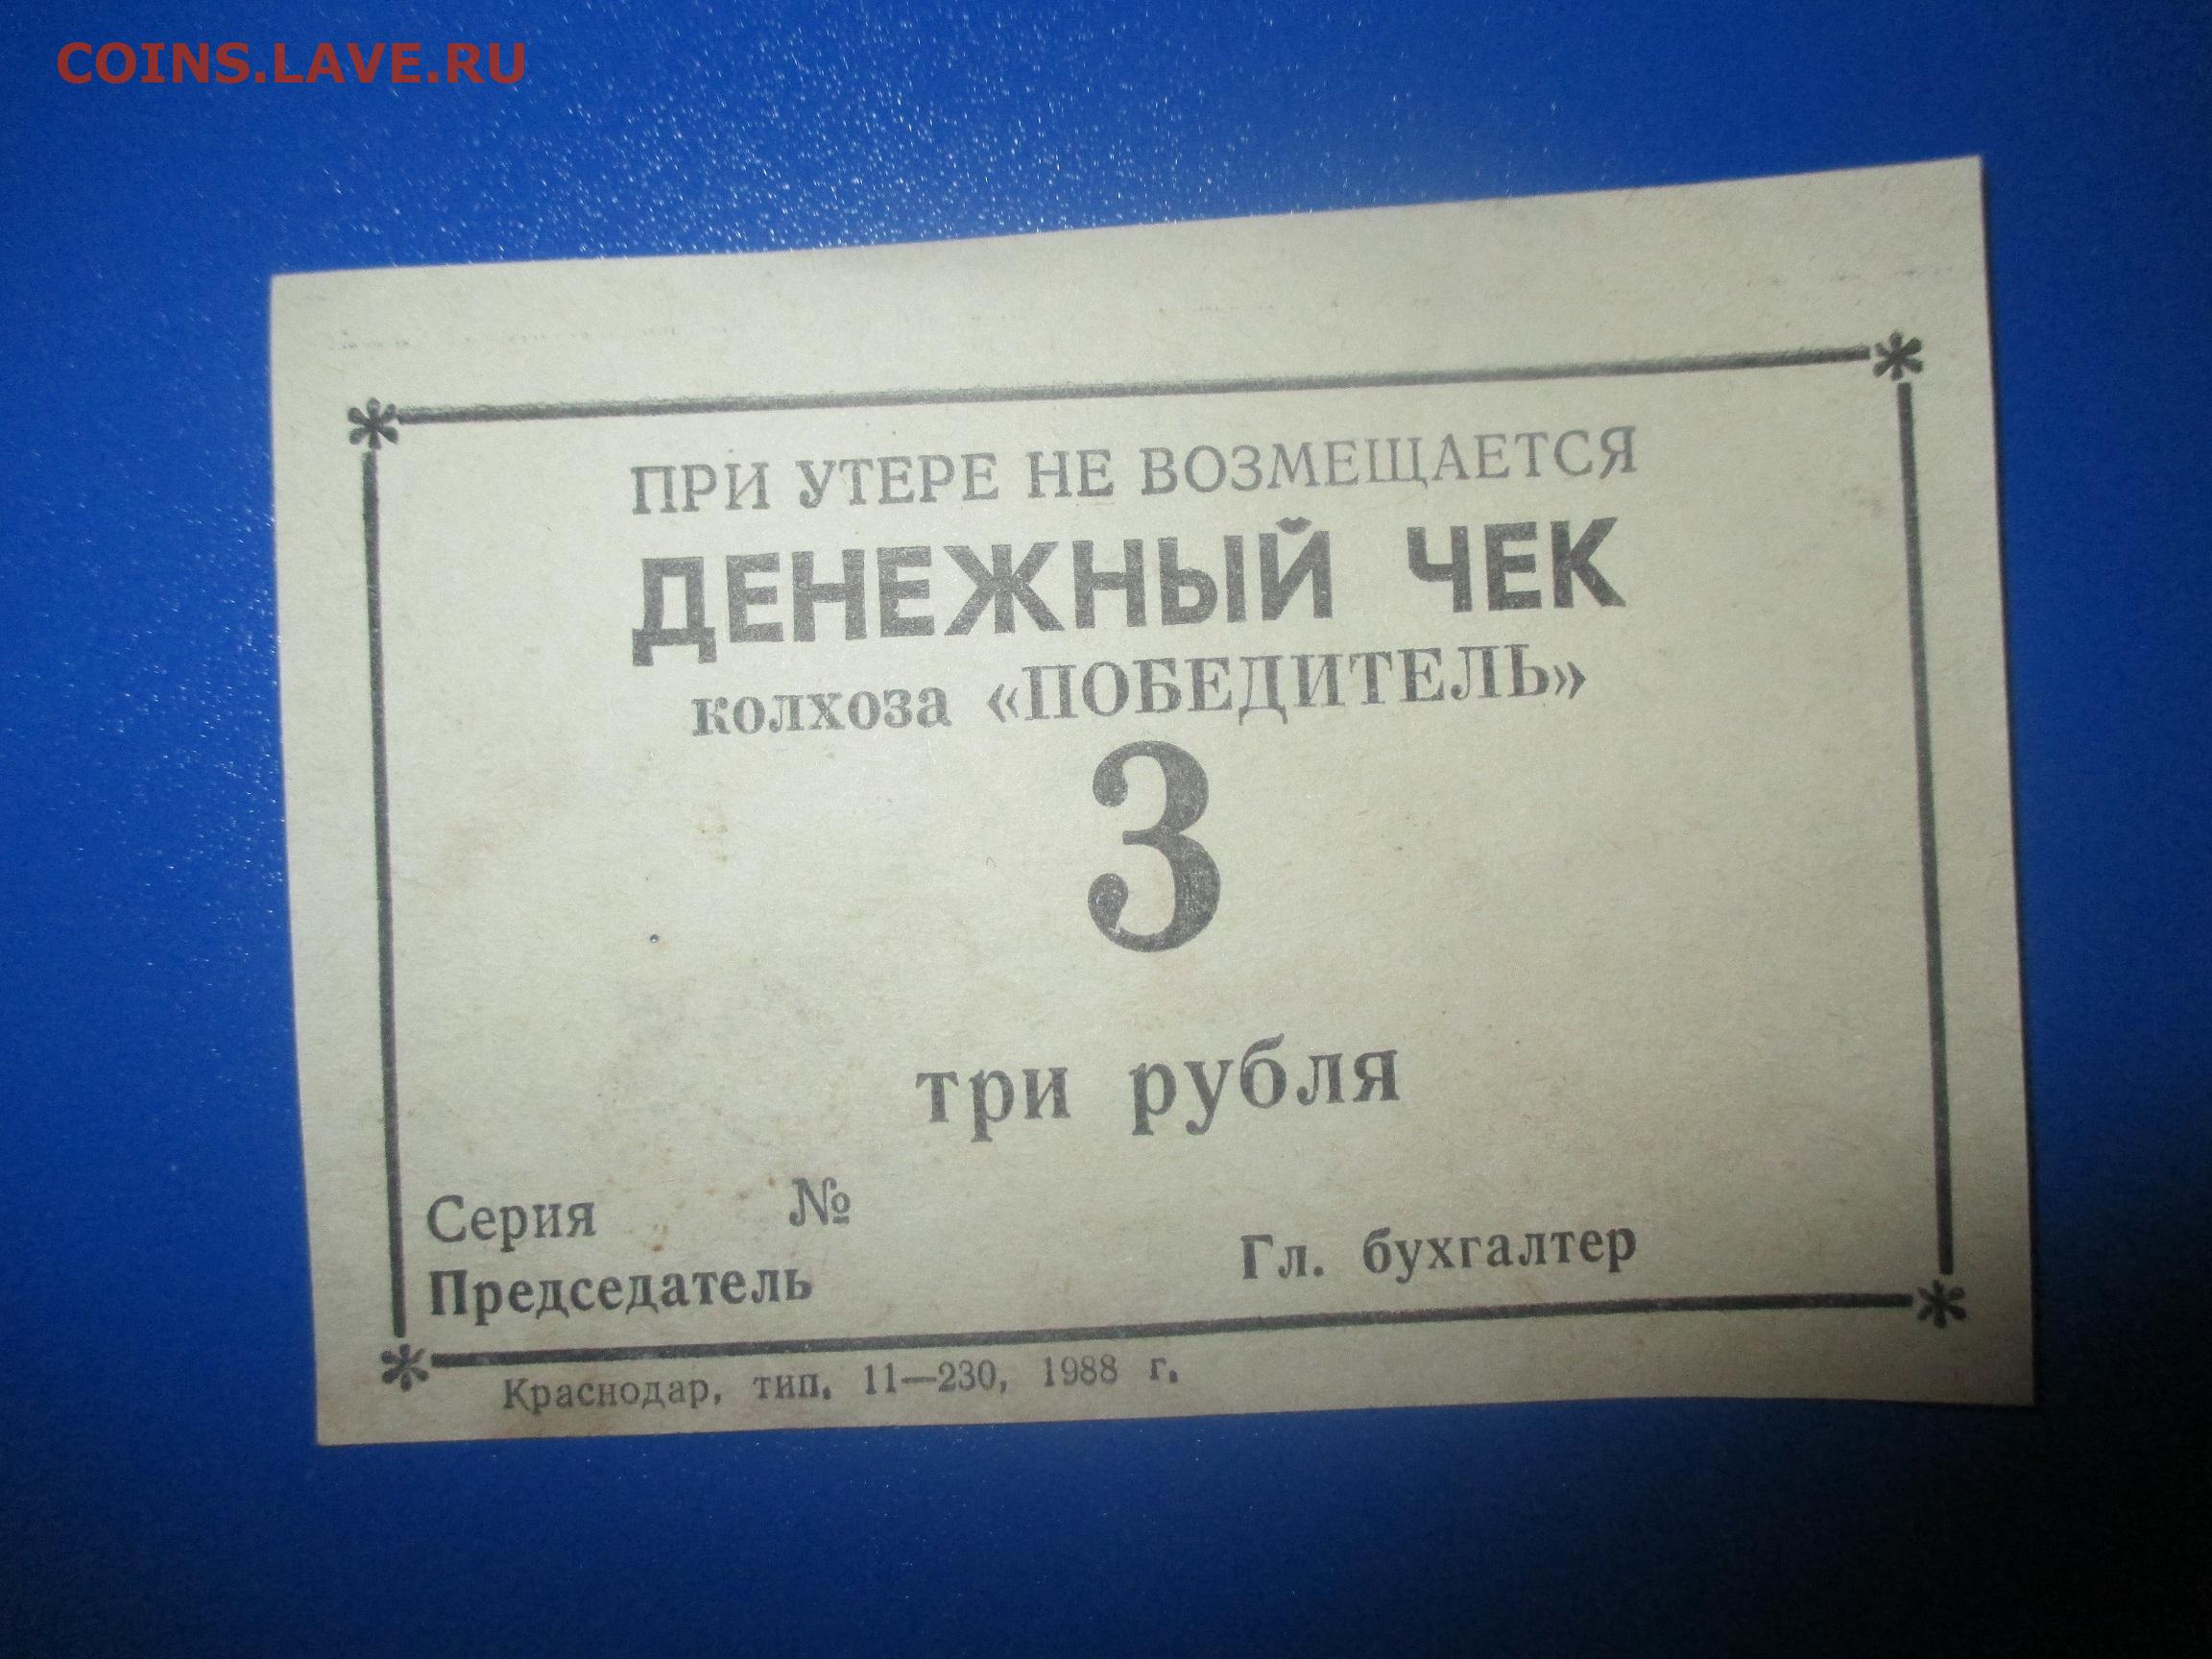 COINS.LAVE.RU
ПРИ УТЕРЕ НЕ ВОЗМЕЩАЕТСЯ
ДЕНЕЖНЫЙ ЧЕК
колхоза «ПОБЕДИТЕЛЬ»
3
три рубля
Серия №
Председатель Гл. бухгалтер
Краснодар, тип. 11—230, 1988 г.